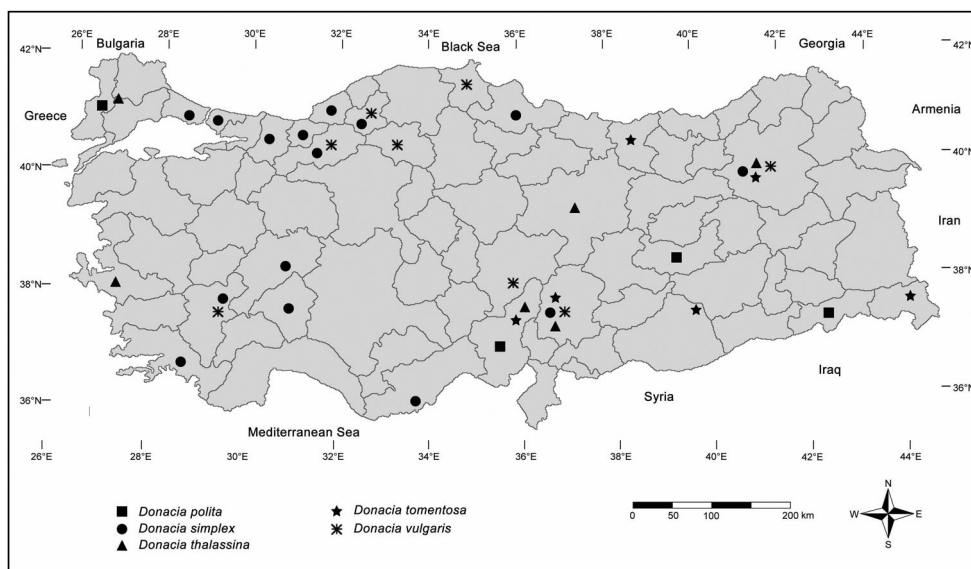 Bulgaria Black Sea Georgia
26°E 28°E 30°E 32°E 34°E 36°E 38°E 40°E 42°E 44°E
42°N 42°N
Greece Armenia
40°N 40°N
Iran
38°N 38°N
Iraq
36°N Syria 36°N
Mediterranean Sea
26°E 28°E 30°E 32°E 34°E 36°E 38°E 40°E 42°E 44°E
Donacia polita Donacia tomentosa
Donacia simplex Donacia vulgaris
Donacia thalassina
0 50 100 150 200 km
N
W E
S